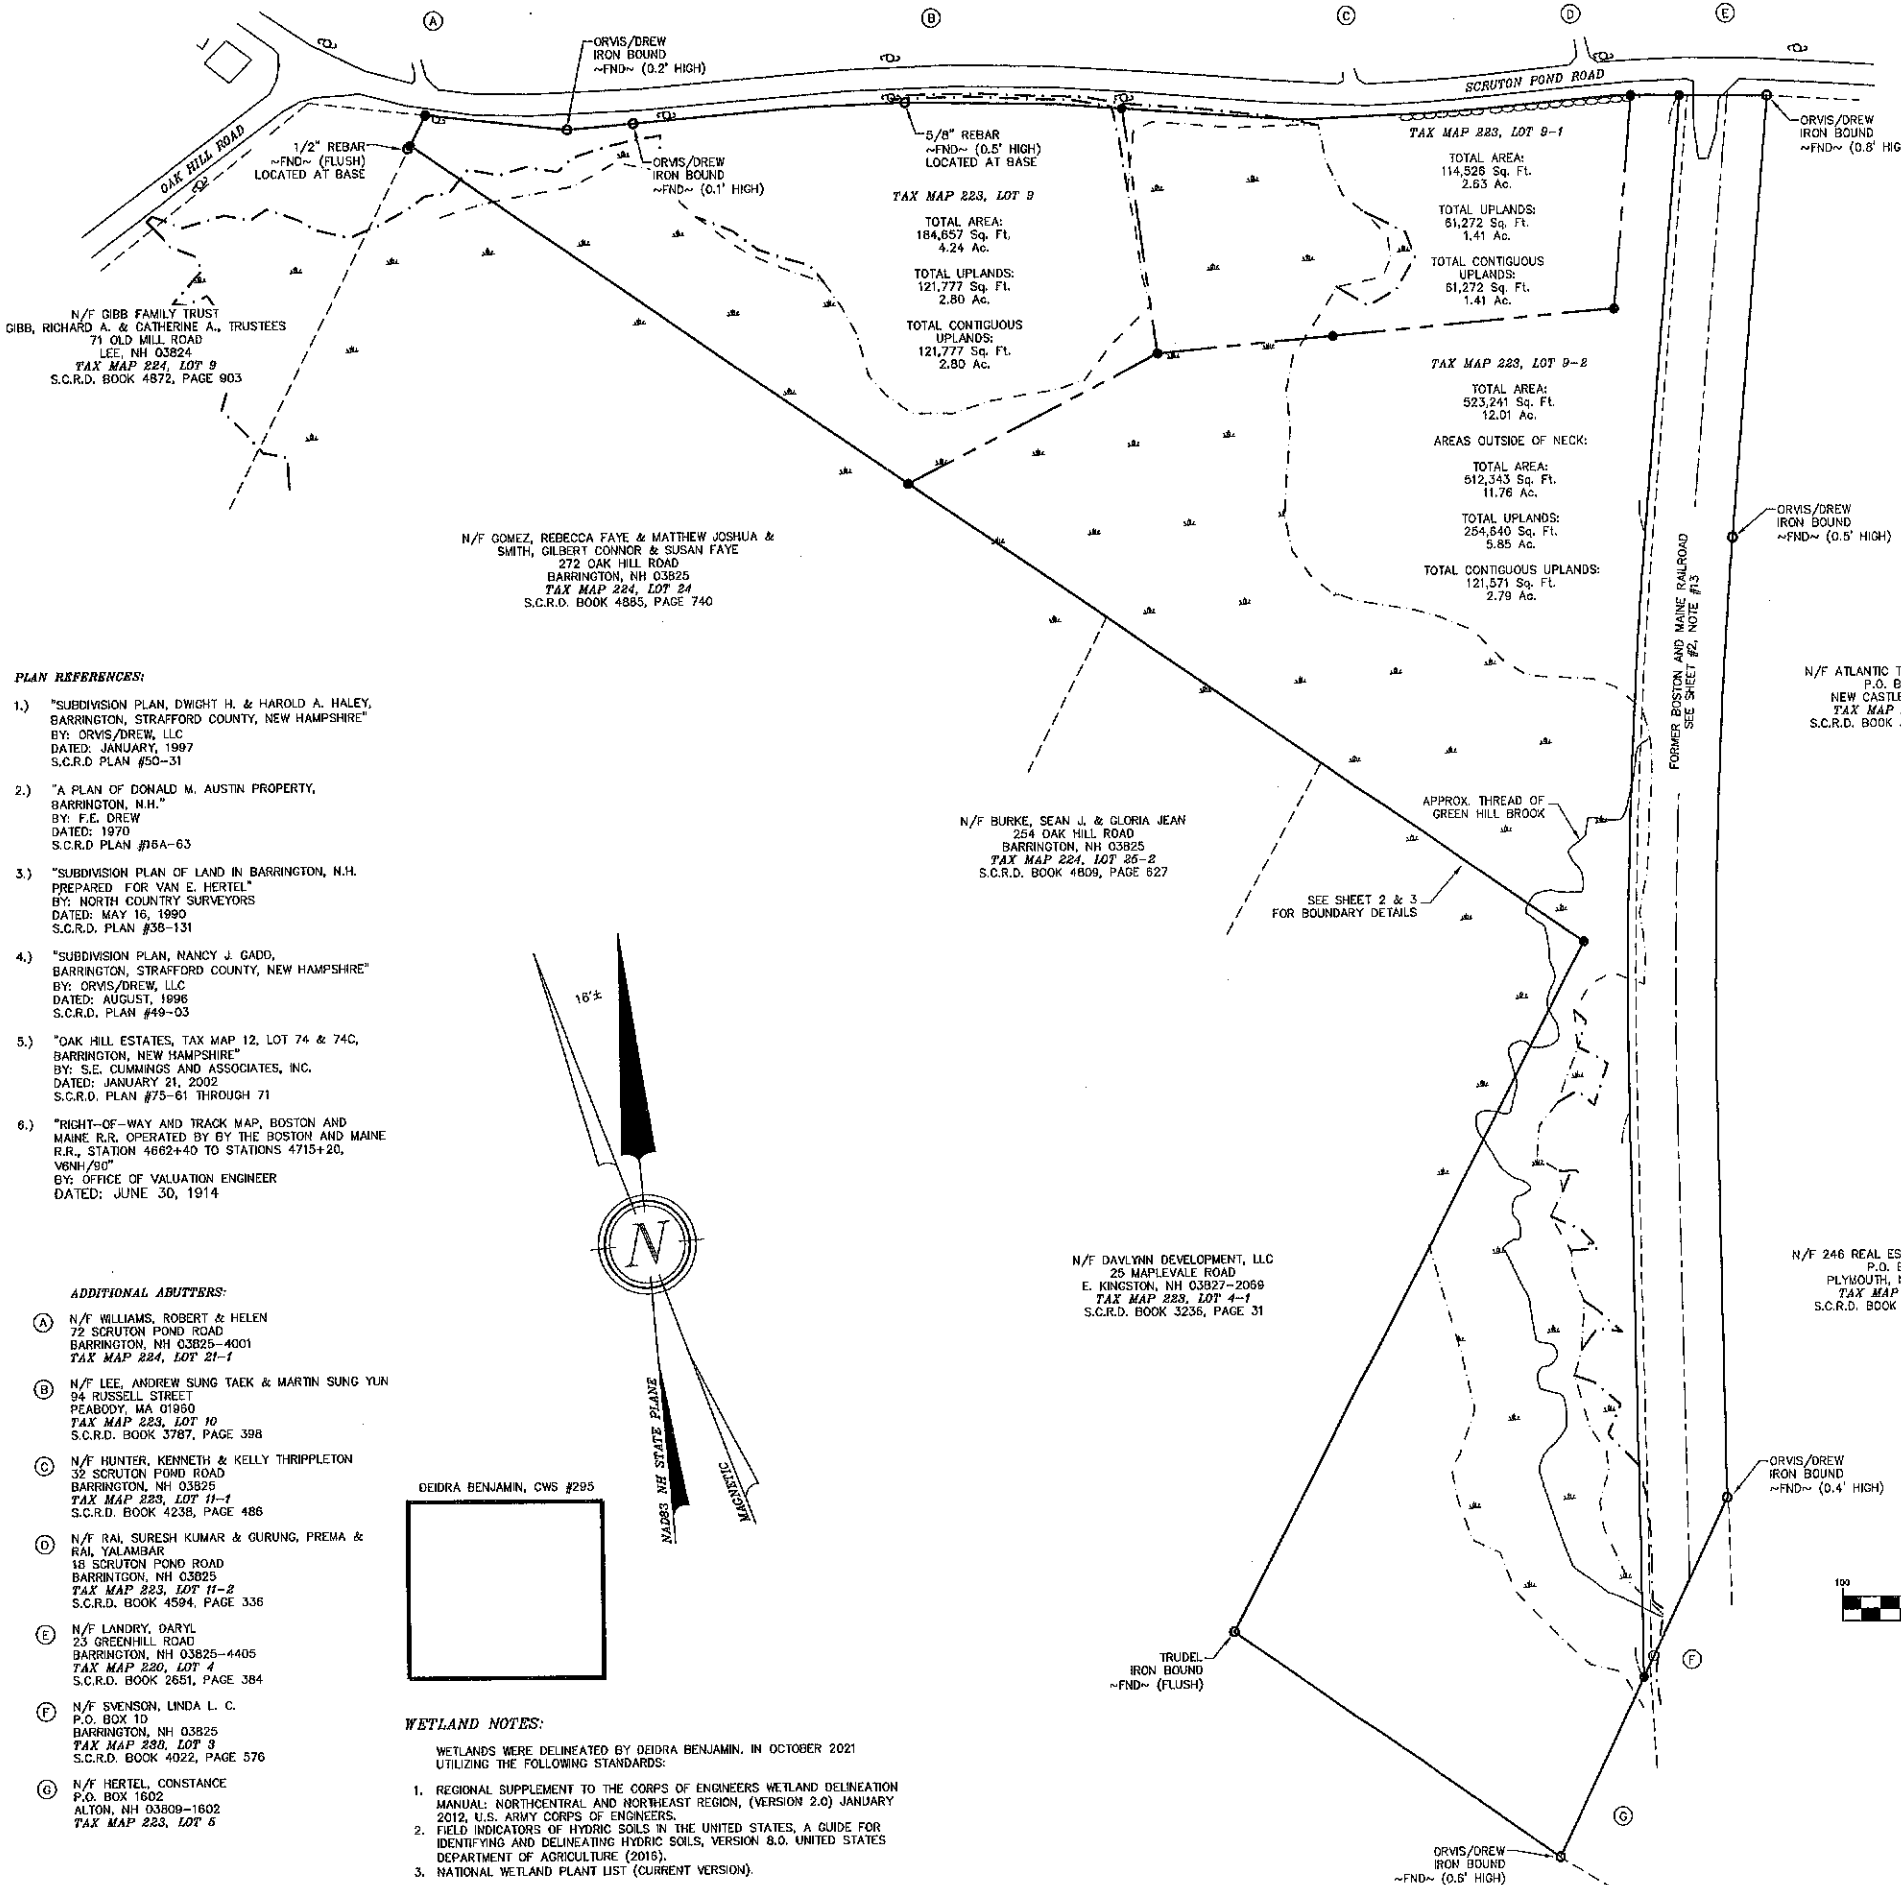 A
B
C
D
E
ORVIS/DREW
IRON BOUND
~FND~ (0.2' HIGH)
SCRUTON POND ROAD
OAK HILL ROAD
1/2" REBAR
~FND~ (FLUSH)
LOCATED AT BASE
ORVIS/DREW
IRON BOUND
~FND~ (0.1' HIGH)
5/8" REBAR
~FND~ (0.5' HIGH)
LOCATED AT BASE
ORVIS/DREW
IRON BOUND
~FND~ (0.8' HIG
TAX MAP 223, LOT 9
TOTAL AREA:
184,657 Sq. Ft.
4.24 Ac.
TOTAL UPLANDS:
121,777 Sq. Ft.
2.80 Ac.
TOTAL CONTIGUOUS
UPLANDS:
121,777 Sq. Ft.
2.80 Ac.
TAX MAP 223, LOT 9-1
TOTAL AREA:
114,526 Sq. Ft.
2.63 Ac.
TOTAL UPLANDS:
61,272 Sq. Ft.
1.41 Ac.
TOTAL CONTIGUOUS
UPLANDS:
61,272 Sq. Ft.
1.41 Ac.
N/F GIBB FAMILY TRUST
GIBB, RICHARD A. & CATHERINE A., TRUSTEES
71 OLD MILL ROAD
LEE, NH 03824
TAX MAP 224, LOT 9
S.C.R.D. BOOK 4872, PAGE 903
TAX MAP 223, LOT 9-2
TOTAL AREA:
523,241 Sq. Ft.
12.01 Ac.
AREAS OUTSIDE OF NECK:
TOTAL AREA:
512,343 Sq. Ft.
11.76 Ac.
TOTAL UPLANDS:
254,640 Sq. Ft.
5.85 Ac.
TOTAL CONTIGUOUS UPLANDS:
121,571 Sq. Ft.
2.79 Ac.
ORVIS/DREW
IRON BOUND
~FND~ (0.5' HIGH)
FORMER BOSTON AND MAINE RAILROAD
SEE SHEET #2, NOTE #13
N/F GOMEZ, REBECCA FAYE & MATTHEW JOSHUA &
SMITH, GILBERT CONNOR & SUSAN FAYE
272 OAK HILL ROAD
BARRINGTON, NH 03825
TAX MAP 224, LOT 24
S.C.R.D. BOOK 4885, PAGE 740
N/F ATLANTIC T
P.O. B
NEW CASTLE
TAX MAP
S.C.R.D. BOOK
PLAN REFERENCES:
1.) "SUBDIVISION PLAN, DWIGHT H. & HAROLD A. HALEY,
BARRINGTON, STRAFFORD COUNTY, NEW HAMPSHIRE"
BY: ORVIS/DREW, LLC
DATED: JANUARY, 1997
S.C.R.D PLAN #50-31
2.) "A PLAN OF DONALD M. AUSTIN PROPERTY,
BARRINGTON, N.H."
BY: F.E. DREW
DATED: 1970
S.C.R.D PLAN #16A-63
3.) "SUBDIVISION PLAN OF LAND IN BARRINGTON, N.H.
PREPARED FOR VAN E. HERTEL"
BY: NORTH COUNTRY SURVEYORS
DATED: MAY 16, 1990
S.C.R.D. PLAN #38-131
4.) "SUBDIVISION PLAN, NANCY J. GADD,
BARRINGTON, STRAFFORD COUNTY, NEW HAMPSHIRE"
BY: ORVIS/DREW, LLC
DATED: AUGUST, 1996
S.C.R.D. PLAN #49-03
5.) "OAK HILL ESTATES, TAX MAP 12, LOT 74 & 74C,
BARRINGTON, NEW HAMPSHIRE"
BY: S.E. CUMMINGS AND ASSOCIATES, INC.
DATED: JANUARY 21, 2002
S.C.R.D. PLAN #75-61 THROUGH 71
6.) "RIGHT-OF-WAY AND TRACK MAP, BOSTON AND
MAINE R.R. OPERATED BY BY THE BOSTON AND MAINE
R.R., STATION 4662+40 TO STATIONS 4715+20,
V6NH/90"
BY: OFFICE OF VALUATION ENGINEER
DATED: JUNE 30, 1914
APPROX. THREAD OF
GREEN HILL BROOK
N/F BURKE, SEAN J. & GLORIA JEAN
254 OAK HILL ROAD
BARRINGTON, NH 03825
TAX MAP 224, LOT 25-2
S.C.R.D. BOOK 4809, PAGE 627
SEE SHEET 2 & 3
FOR BOUNDARY DETAILS
16'±
N
NAD83 NH STATE PLANE
MAGNETIC
N/F DAVLYNN DEVELOPMENT, LLC
25 MAPLEVALE ROAD
E. KINGSTON, NH 03827-2069
TAX MAP 223, LOT 4-1
S.C.R.D. BOOK 3236, PAGE 31
N/F 246 REAL ES
P.O. B
PLYMOUTH,
TAX MAP
S.C.R.D. BOOK
ADDITIONAL ABUTTERS:
A N/F WILLIAMS, ROBERT & HELEN
72 SCRUTON POND ROAD
BARRINGTON, NH 03825-4001
TAX MAP 224, LOT 21-1
B N/F LEE, ANDREW SUNG TAEK & MARTIN SUNG YUN
94 RUSSELL STREET
PEABODY, MA 01960
TAX MAP 223, LOT 10
S.C.R.D. BOOK 3787, PAGE 398
C N/F HUNTER, KENNETH & KELLY THRIPPLETON
32 SCRUTON POND ROAD
BARRINGTON, NH 03825
TAX MAP 223, LOT 11-1
S.C.R.D. BOOK 4238, PAGE 486
D N/F RAI, SURESH KUMAR & GURUNG, PREMA &
RAI, YALAMBAR
18 SCRUTON POND ROAD
BARRINTGON, NH 03825
TAX MAP 223, LOT 11-2
S.C.R.D. BOOK 4594, PAGE 336
E N/F LANDRY, DARYL
23 GREENHILL ROAD
BARRINGTON, NH 03825-4405
TAX MAP 220, LOT 4
S.C.R.D. BOOK 2651, PAGE 384
F N/F SVENSON, LINDA L. C.
P.O. BOX 10
BARRINGTON, NH 03825
TAX MAP 238, LOT 3
S.C.R.D. BOOK 4022, PAGE 576
G N/F HERTEL, CONSTANCE
P.O. BOX 1602
ALTON, NH 03809-1602
TAX MAP 223, LOT 5
DEIDRA BENJAMIN, CWS #295
ORVIS/DREW
IRON BOUND
~FND~ (0.4' HIGH)
100
TRUDEL
IRON BOUND
~FND~ (FLUSH)
F
G
ORVIS/DREW
IRON BOUND
~FND~ (0.6' HIGH)
WETLAND NOTES:
WETLANDS WERE DELINEATED BY DEIDRA BENJAMIN, IN OCTOBER 2021
UTILIZING THE FOLLOWING STANDARDS:
1. REGIONAL SUPPLEMENT TO THE CORPS OF ENGINEERS WETLAND DELINEATION
MANUAL: NORTHCENTRAL AND NORTHEAST REGION, (VERSION 2.0) JANUARY
2012, U.S. ARMY CORPS OF ENGINEERS.
2. FIELD INDICATORS OF HYDRIC SOILS IN THE UNITED STATES, A GUIDE FOR
IDENTIFYING AND DELINEATING HYDRIC SOILS, VERSION 8.0. UNITED STATES
DEPARTMENT OF AGRICULTURE (2016).
3. NATIONAL WETLAND PLANT LIST (CURRENT VERSION).